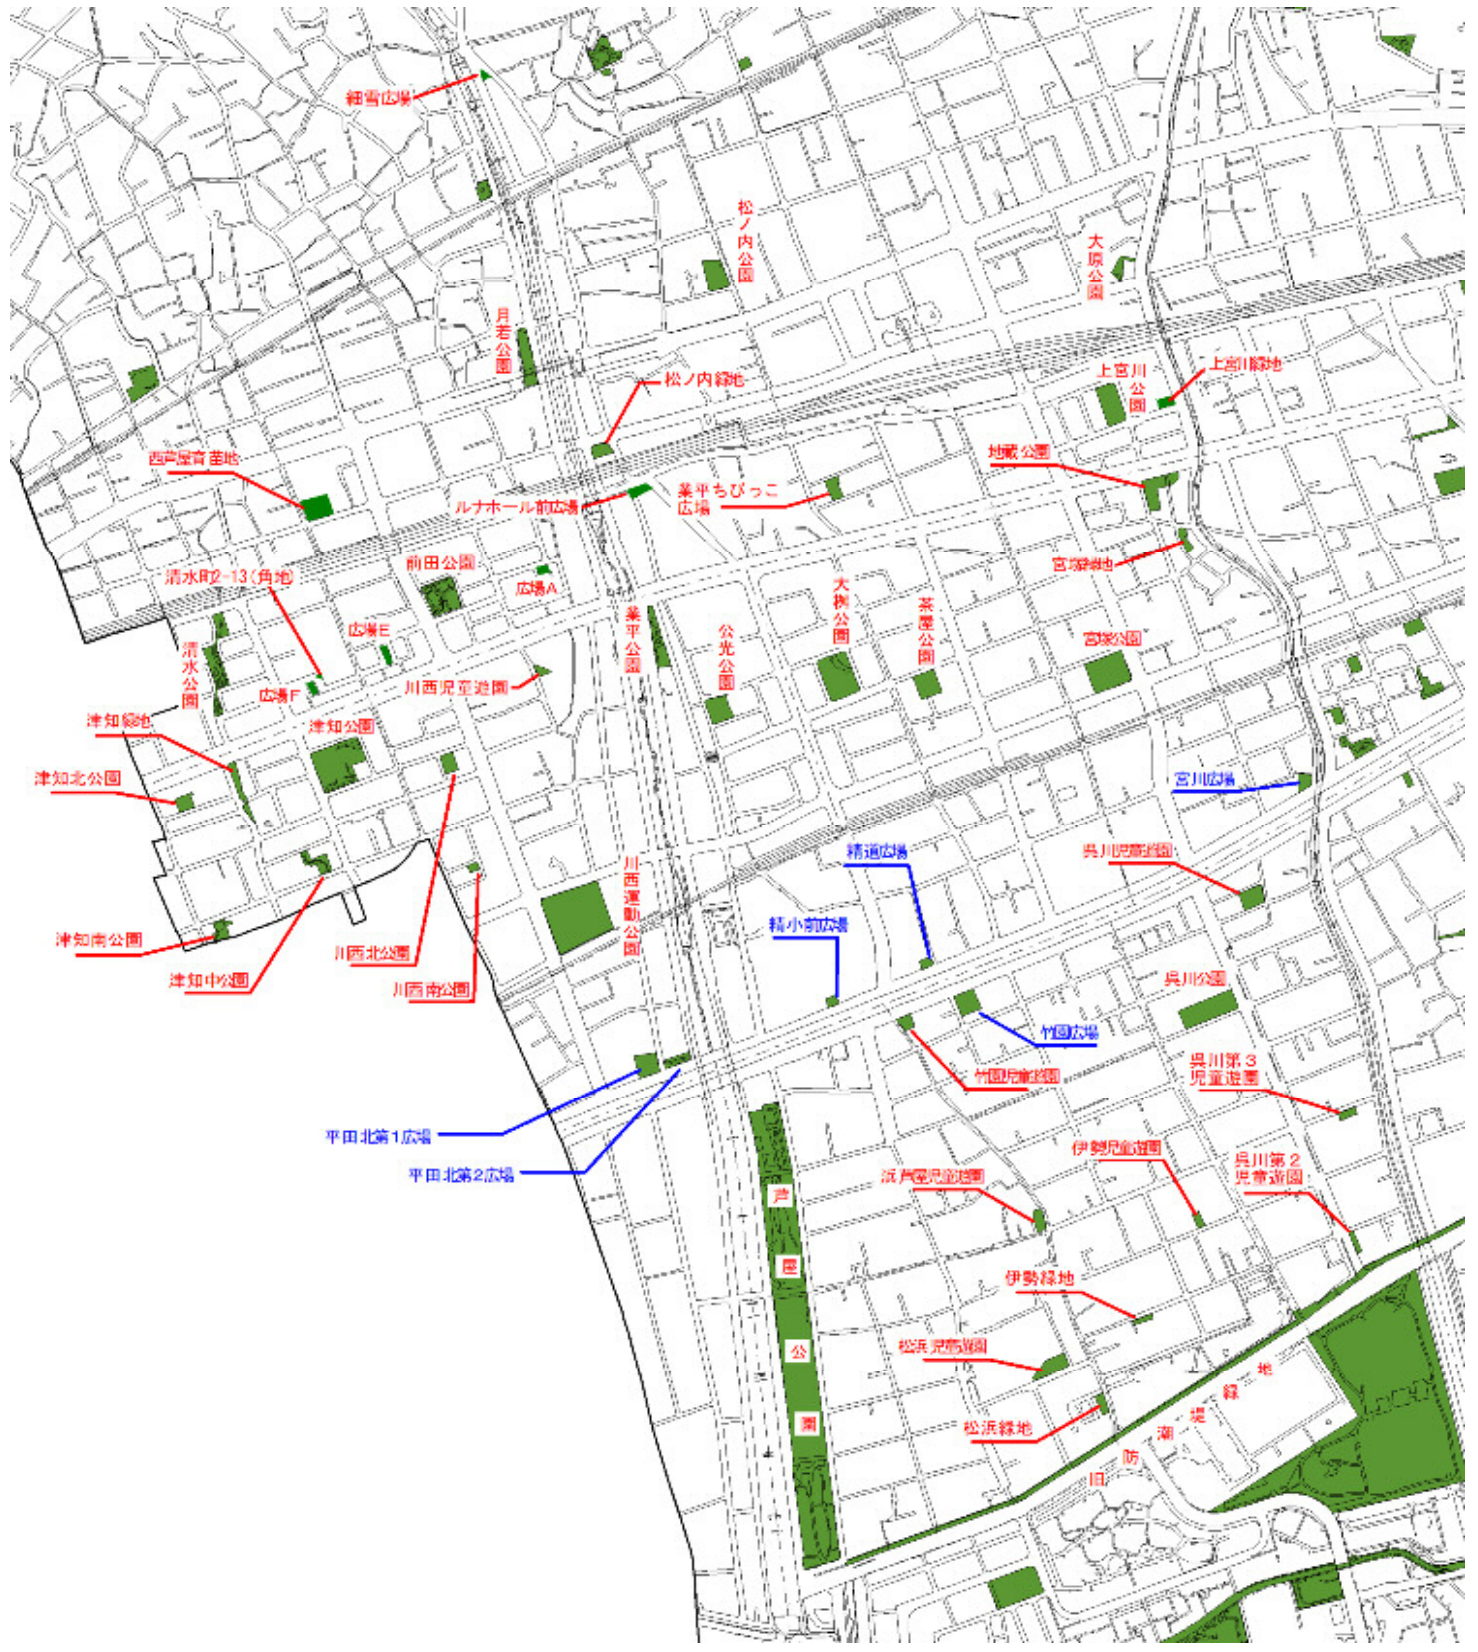 細雪広場
松ノ内公園
大原公園
月若公園
松ノ内緑地
上宮川
公園
上宮川緑地
西芦屋育苗地
地蔵公園
ルナホール前広場
業平ちびっこ
広場
宮塚緑地
清水町2-13(角地)
前田公園
広場A
大桝公園
茶屋公園
業平公園
広場E
公光公園
宮塚公園
清水公園
広場F
川西児童遊園
津知緑地
津知公園
津知北公園
宮川広場
川西運動公園
精道広場
呉川児童遊園
精小前広場
津知南公園
川西北公園
津知中公園
川西南公園
呉川公園
竹園広場
竹園児童遊園
呉川第3
児童遊園
平田北第1広場
平田北第2広場
伊勢児童遊園
浜芦屋児童遊園
呉川第2
児童遊園
芦屋公園
伊勢緑地
松浜児童遊園
松浜緑地
旧防潮堤緑地